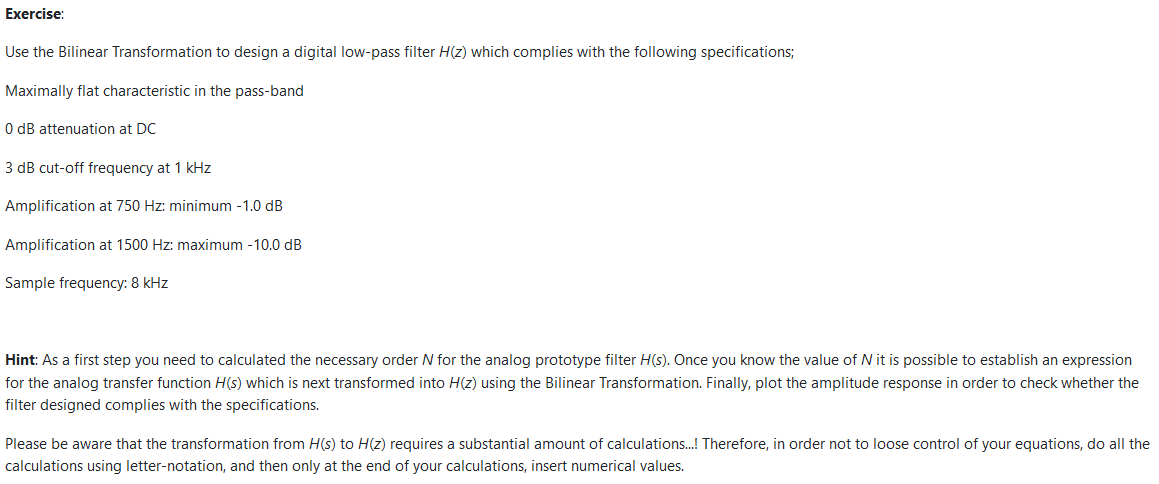 Exercise:
Use the Bilinear Transformation to design a digital low-pass filter H(z) which complies with the following specifications;
Maximally flat characteristic in the pass-band
0 dB attenuation at DC
3 dB cut-off frequency at 1 kHz
Amplification at 750 Hz: minimum -1.0 dB
Amplification at 1500 Hz: maximum -10.0 dB
Sample frequency: 8 kHz
Hint: As a first step you need to calculated the necessary order N for the analog prototype filter H(s). Once you know the value of N it is possible to establish an expression
for the analog transfer function H(s) which is next transformed into H(z) using the Bilinear Transformation. Finally, plot the amplitude response in order to check whether the
filter designed complies with the specifications.
Please be aware that the transformation from H(s) to H(z) requires a substantial amount of calculations...! Therefore, in order not to loose control of your equations, do all the
calculations using letter-notation, and then only at the end of your calculations, insert numerical values.